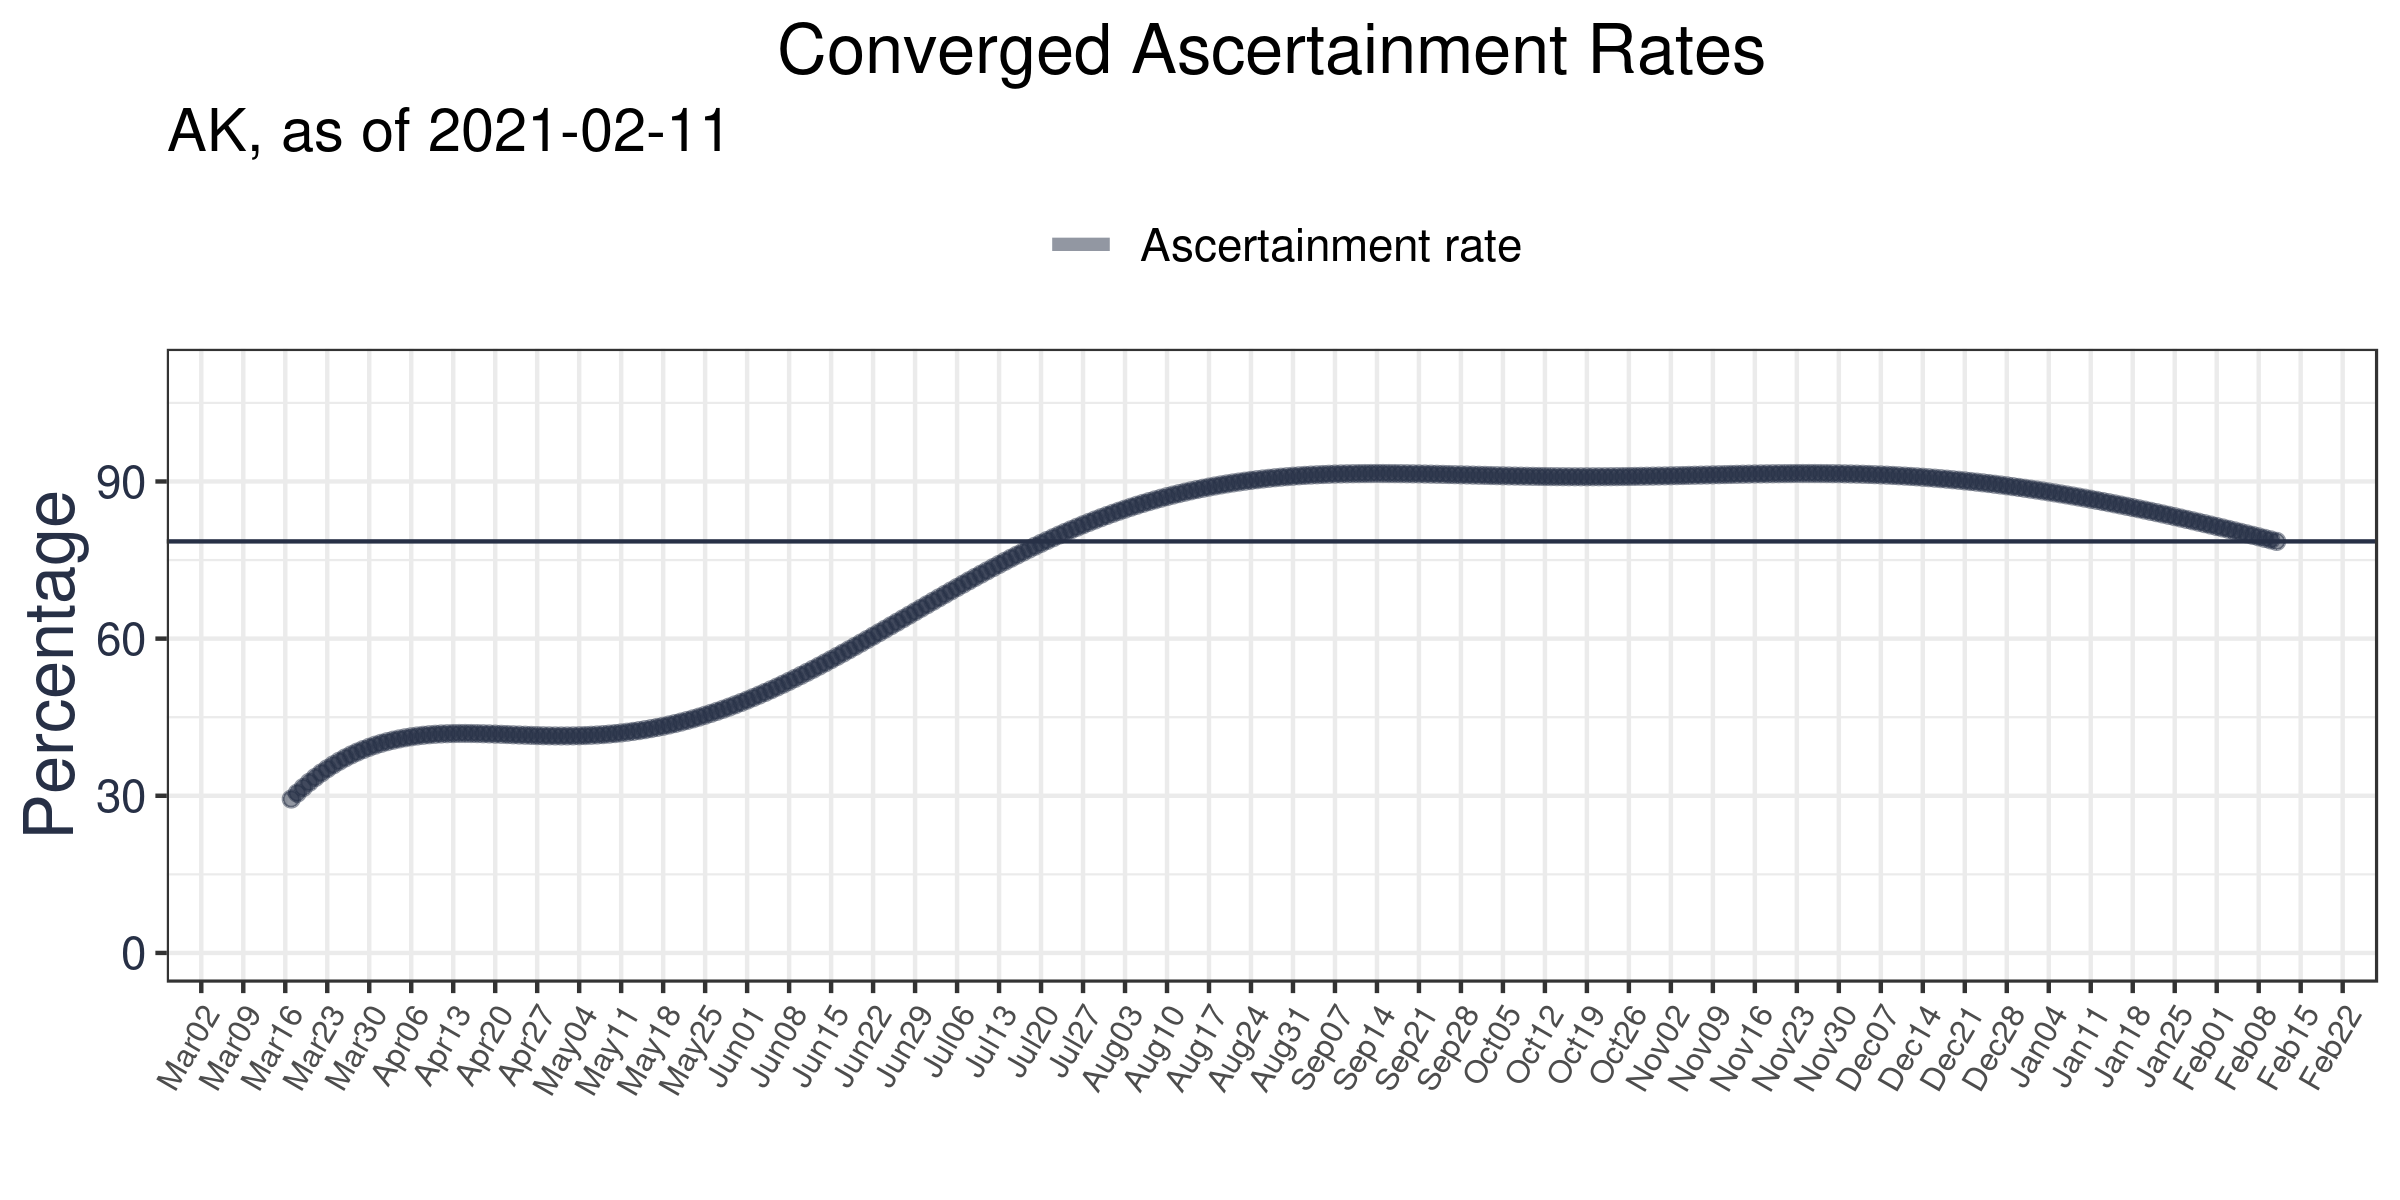 Converged Ascertainment Rates
AK, as of 2021-02-11
Ascertainment rate
Percentage
90
60
30
0
Mar02 Mar09 Mar16 Mar23 Mar30 Apr06 Apr13 Apr20 Apr27 May04 May11 May18 May25 Jun01 Jun08 Jun15 Jun22 Jun29 Jul06 Jul13 Jul20 Jul27 Aug03 Aug10 Aug17 Aug24 Aug31 Sep07 Sep14 Sep21 Sep28 Oct05 Oct12 Oct19 Oct26 Nov02 Nov09 Nov16 Nov23 Nov30 Dec07 Dec14 Dec21 Dec28 Jan04 Jan11 Jan18 Jan25 Feb01 Feb08 Feb15 Feb22